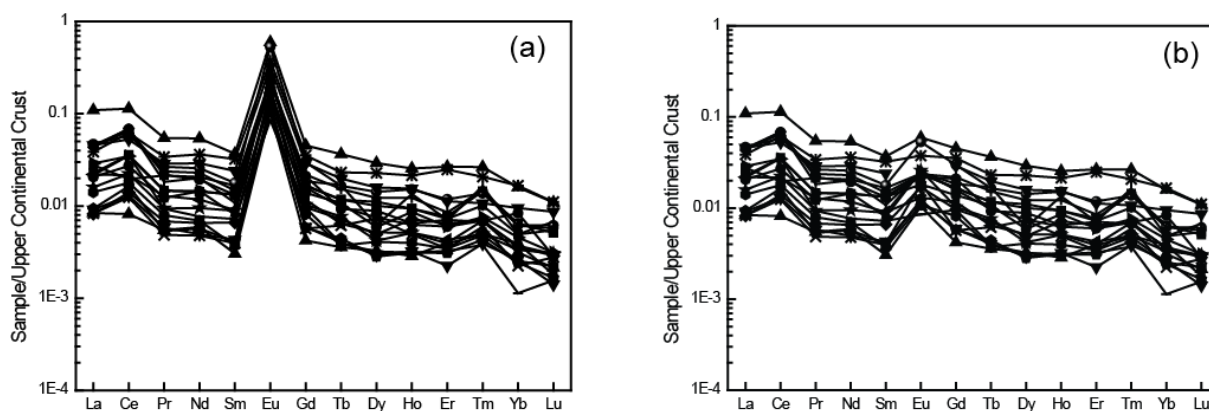 (a)
Sample/Upper Continental Crust
1
0.1
0.01
1E-3
1E-4
La Ce Pr Nd Sm Eu Gd Tb Dy Ho Er Tm Yb Lu
(b)
Sample/Upper Continental Crust
1
0.1
0.01
1E-3
1E-4
La Ce Pr Nd Sm Eu Gd Tb Dy Ho Er Tm Yb Lu